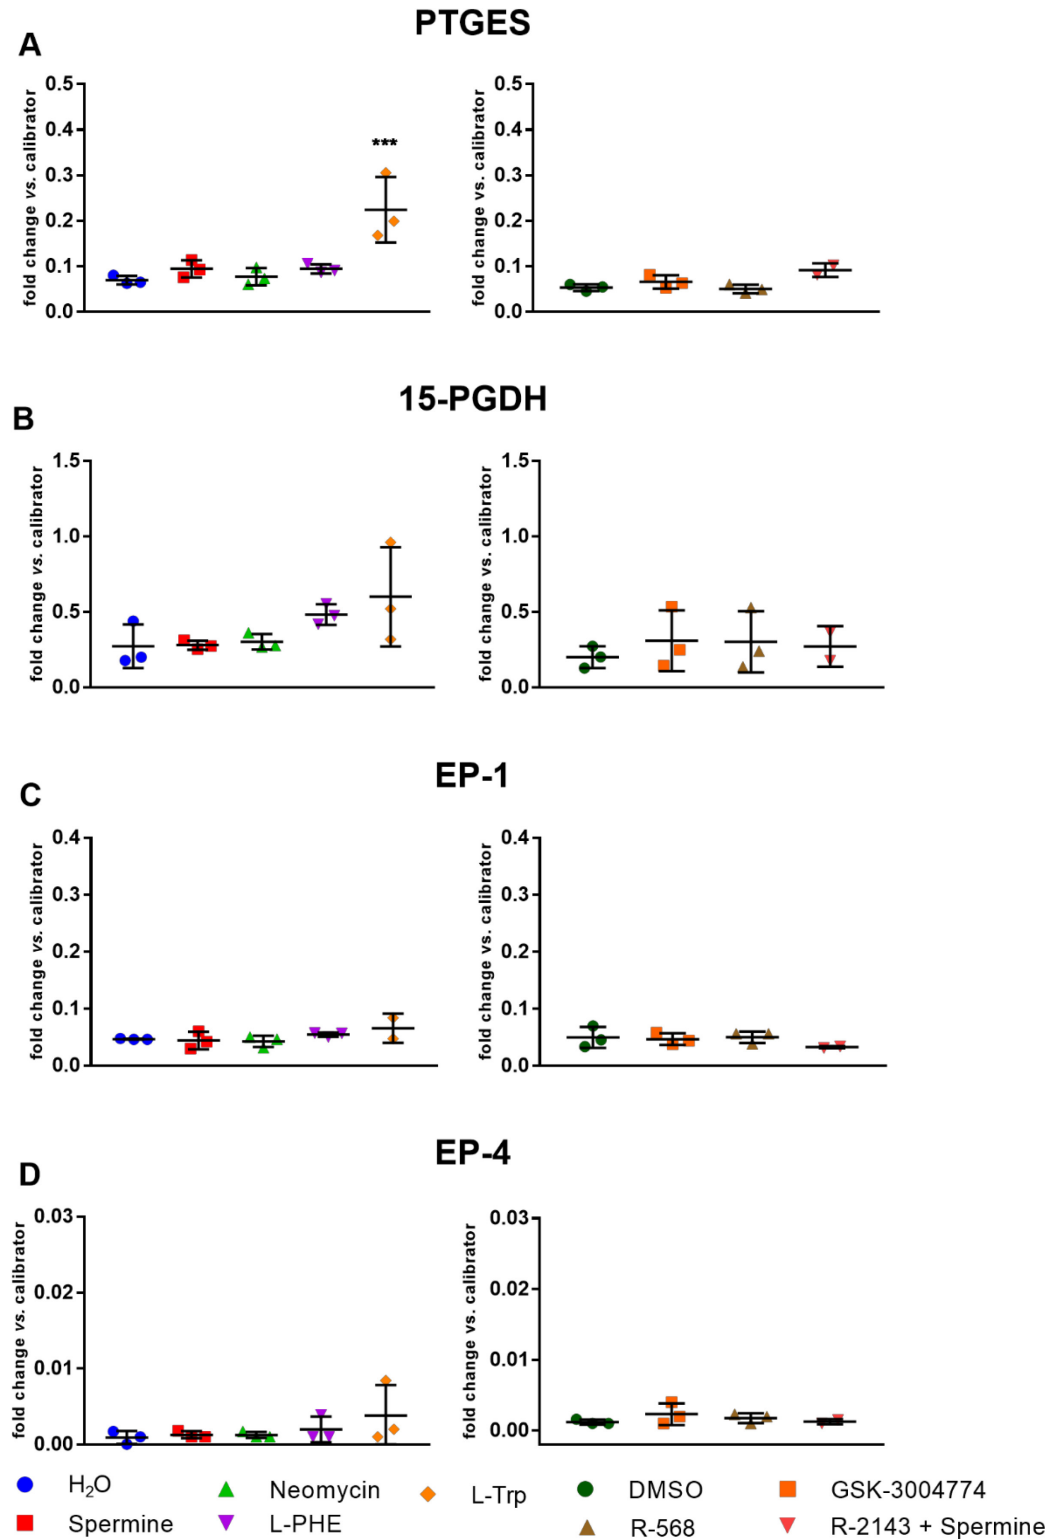 PTGES
A
0.5
0.4
0.3
0.2
0.1
0.0
fold change vs. calibrator
***
0.5
0.4
0.3
0.2
0.1
0.0
fold change vs. calibrator
15-PGDH
B
1.5
1.0
0.5
0.0
fold change vs. calibrator
1.5
1.0
0.5
0.0
fold change vs. calibrator
EP-1
C
0.4
0.3
0.2
0.1
0.0
fold change vs. calibrator
0.4
0.3
0.2
0.1
0.0
fold change vs. calibrator
EP-4
D
0.03
0.02
0.01
0.00
fold change vs. calibrator
0.03
0.02
0.01
0.00
fold change vs. calibrator
H₂O
Neomycin
L-Trp
DMSO
GSK-3004774
Spermine
L-PHE
R-568
R-2143 + Spermine